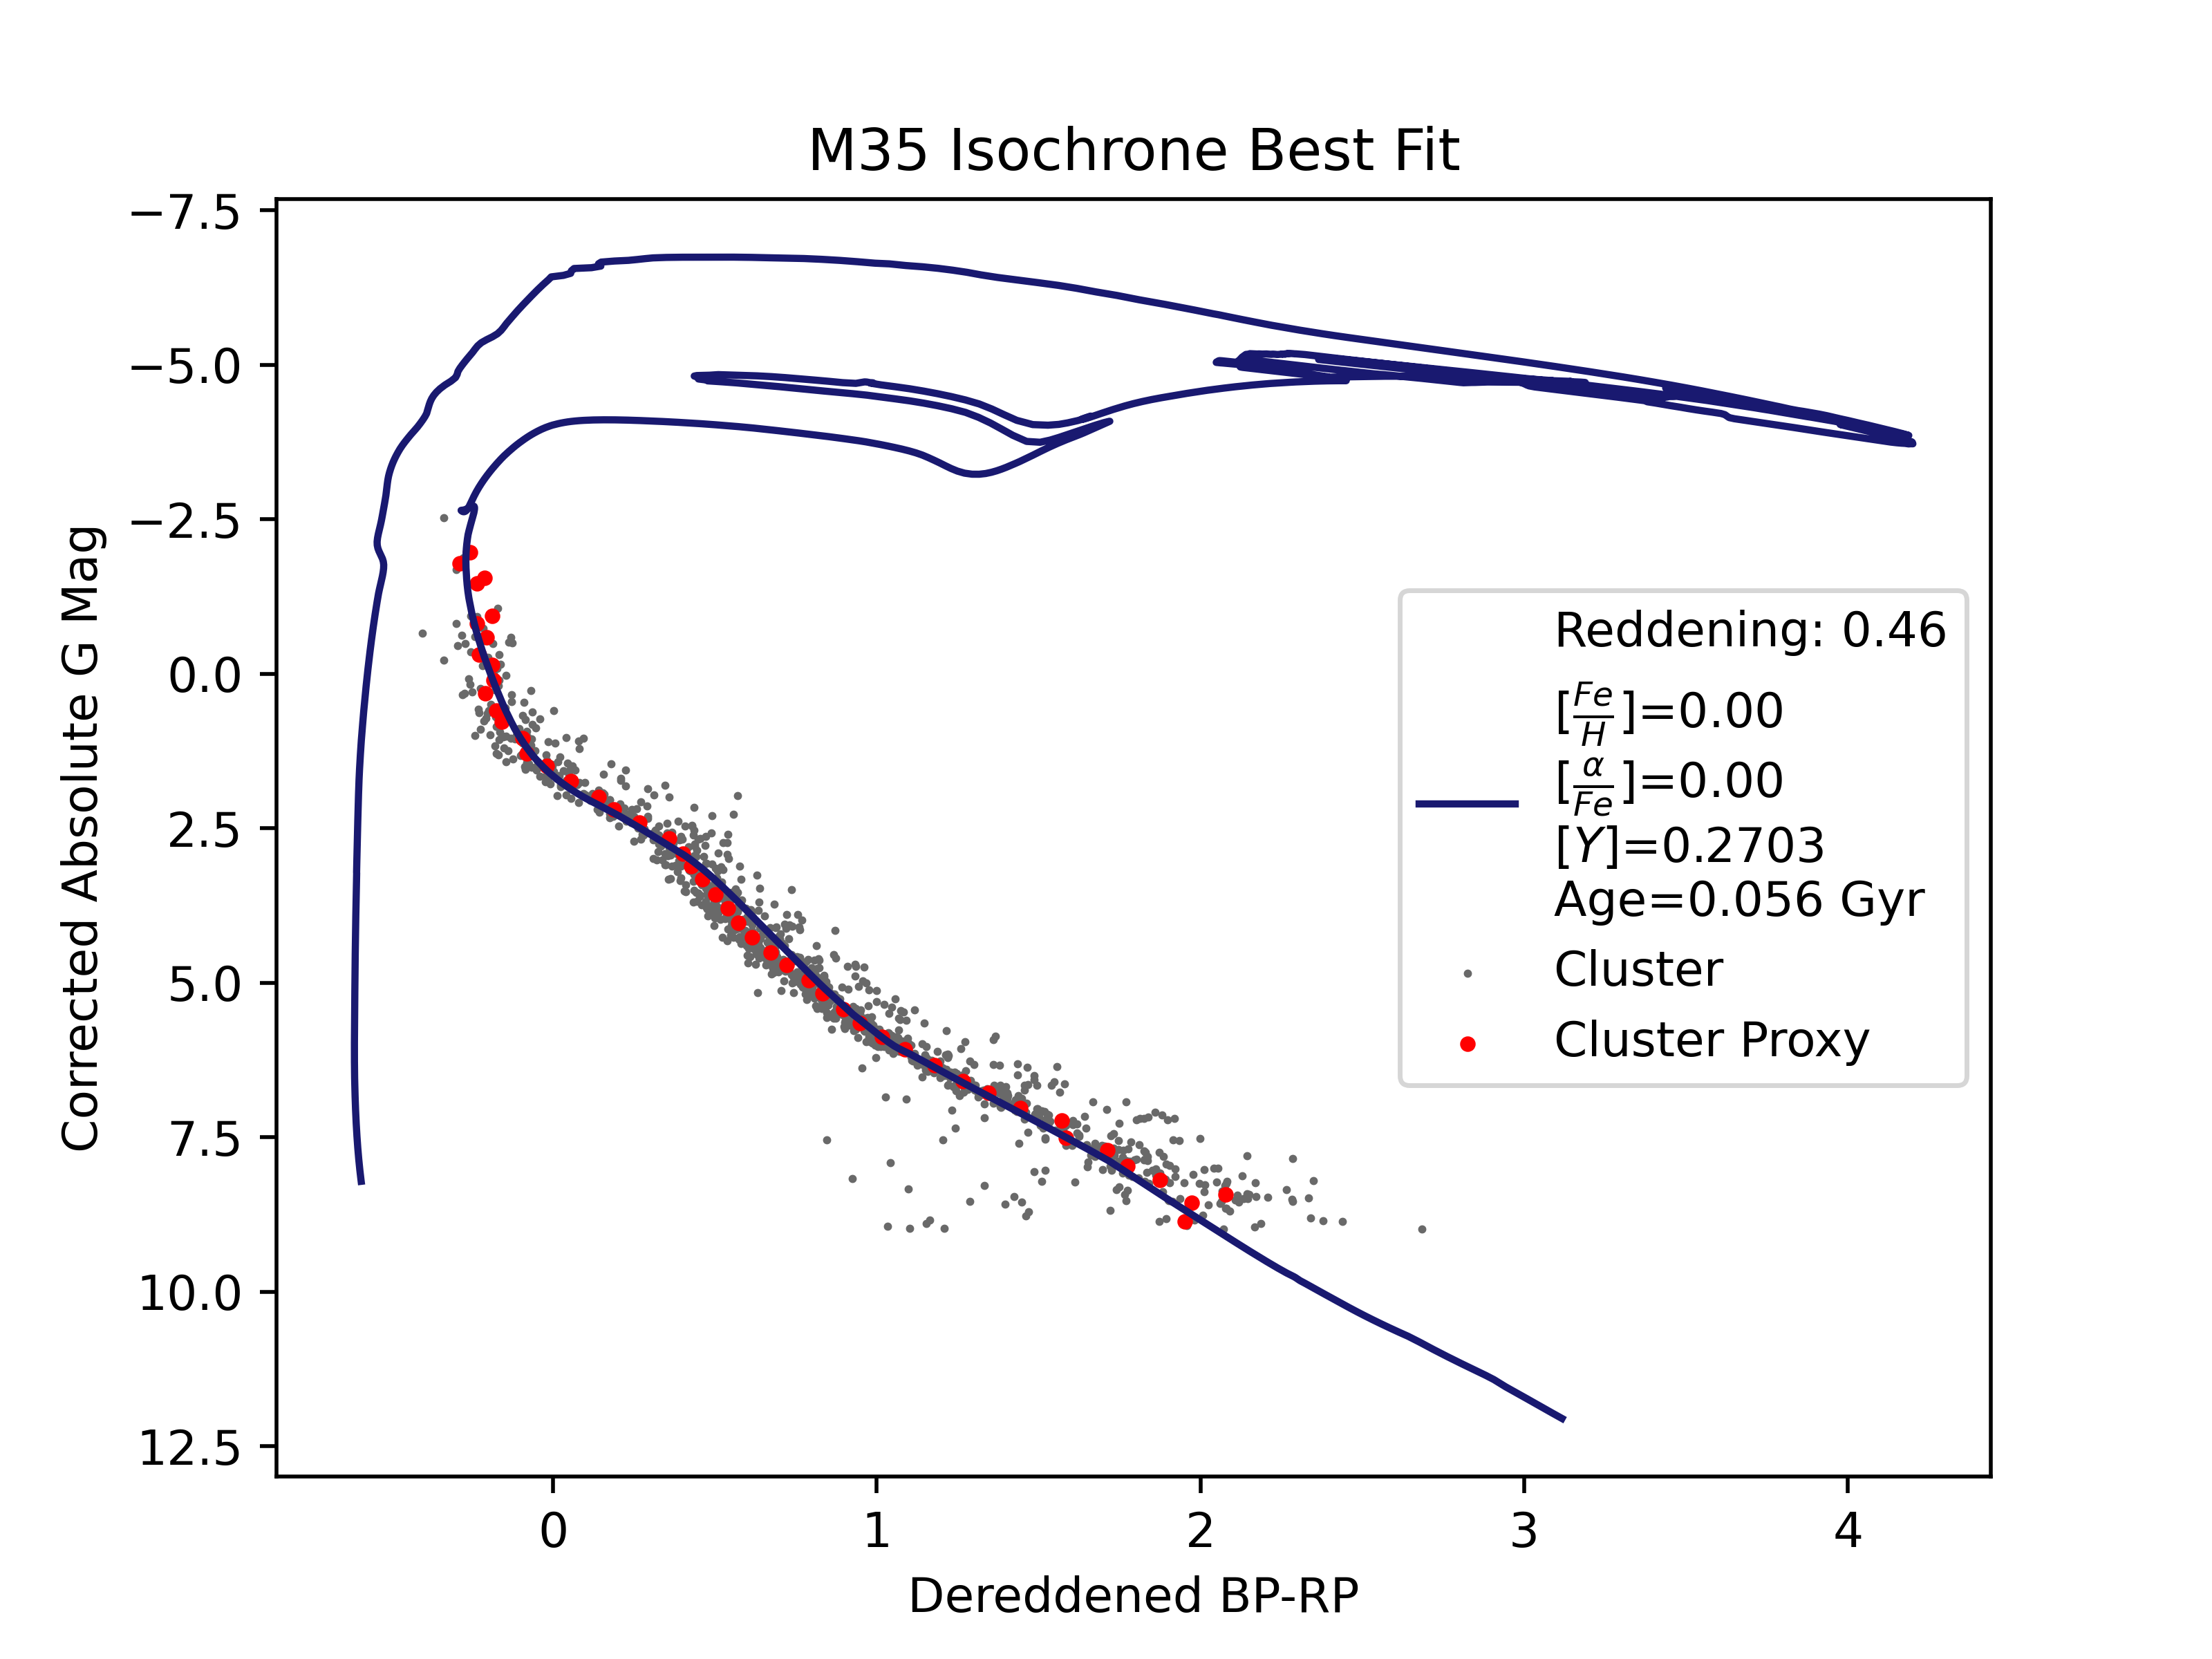 M35 Isochrone Best Fit
−7.5
−5.0
−2.5
0.0
2.5
5.0
7.5
10.0
12.5
Corrected Absolute G Mag
Reddening: 0.46
[Fe/H]=0.00
[α/Fe]=0.00
[Y]=0.2703
Age=0.056 Gyr
Cluster
Cluster Proxy
0 1 2 3 4
Dereddened BP-RP